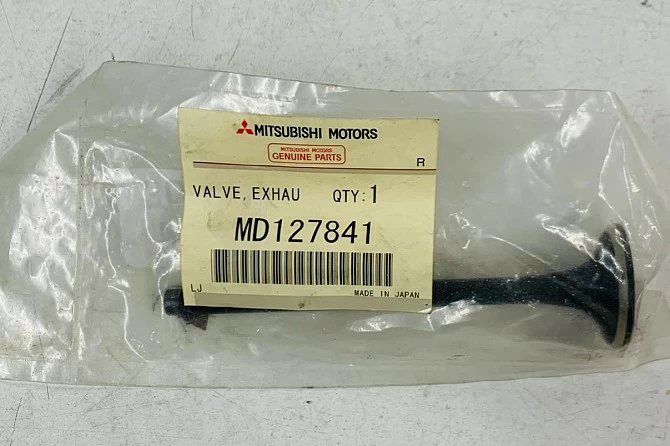 MITSUBISHI MOTORS
MITSUBISHI MOTORS
GENUINE PARTS
R
VALVE, EXHAU QTY:1
MD127841
LJ MADE IN JAPAN